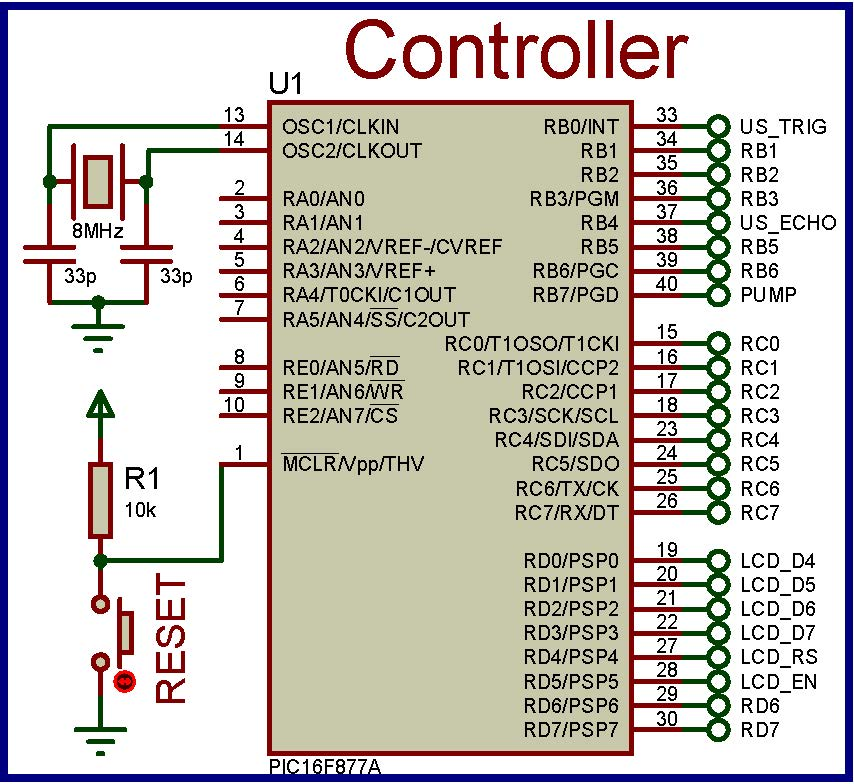 Controller
U1
13 OSC1/CLKIN
14 OSC2/CLKOUT
2 RA0/AN0
3 RA1/AN1
4 RA2/AN2/VREF-/CVREF
5 RA3/AN3/VREF+
6 RA4/T0CKI/C1OUT
7 RA5/AN4/SS/C2OUT
8 RE0/AN5/RD
9 RE1/AN6/WR
10 RE2/AN7/CS
1 MCLR/Vpp/THV
RB0/INT 33 US_TRIG
RB1 34 RB1
RB2 35 RB2
RB3/PGM 36 RB3
RB4 37 US_ECHO
RB5 38 RB5
RB6/PGC 39 RB6
RB7/PGD 40 PUMP
RC0/T1OSO/T1CKI 15 RC0
RC1/T1OSI/CCP2 16 RC1
RC2/CCP1 17 RC2
RC3/SCK/SCL 18 RC3
RC4/SDI/SDA 23 RC4
RC5/SDO 24 RC5
RC6/TX/CK 25 RC6
RC7/RX/DT 26 RC7
RD0/PSP0 19 LCD_D4
RD1/PSP1 20 LCD_D5
RD2/PSP2 21 LCD_D6
RD3/PSP3 22 LCD_D7
RD4/PSP4 27 LCD_RS
RD5/PSP5 28 LCD_EN
RD6/PSP6 29 RD6
RD7/PSP7 30 RD7
PIC16F877A
8MHz
33p
33p
R1
10k
RESET